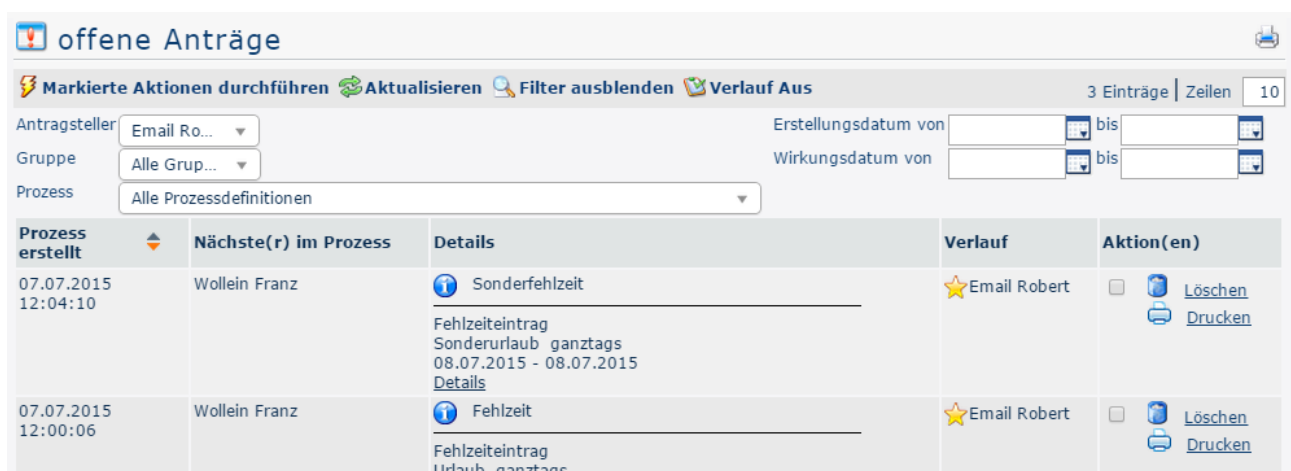 offene Anträge
Markierte Aktionen durchführen Aktualisieren Filter ausblenden Verlauf Aus 3 Einträge | Zeilen 10
Antragsteller Email Ro... Erstellungsdatum von bis
Gruppe Alle Grup... Wirkungsdatum von bis
Prozess Alle Prozessdefinitionen
Prozess erstellt Nächste(r) im Prozess Details Verlauf Aktion(en)
07.07.2015 Wollein Franz Sonderfehlzeit Email Robert Löschen
12:04:10 Drucken
Fehlzeiteintrag
Sonderurlaub ganztags
08.07.2015 - 08.07.2015
Details
07.07.2015 Wollein Franz Fehlzeit Email Robert Löschen
12:00:06 Drucken
Fehlzeiteintrag
Urlaub ganztags